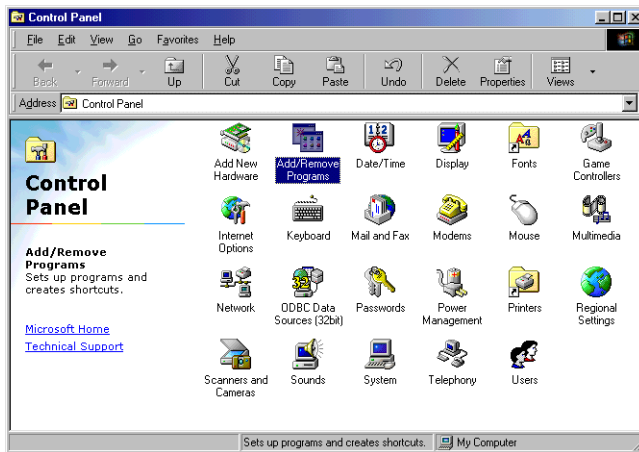 Control Panel
File Edit View Go Favorites Help
Back Forward Up Cut Copy Paste Undo Delete Properties Views
Address Control Panel
Control
Panel
Add/Remove
Programs
Sets up programs and
creates shortcuts.
Microsoft Home
Technical Support
Add New
Hardware
Add/Remove
Programs
Date/Time
Display
Fonts
Game
Controllers
Internet
Options
Keyboard
Mail and Fax
Modems
Mouse
Multimedia
Network
ODBC Data
Sources (32bit)
Passwords
Power
Management
Printers
Regional
Settings
Scanners and
Cameras
Sounds
System
Telephony
Users
Sets up programs and creates shortcuts. My Computer